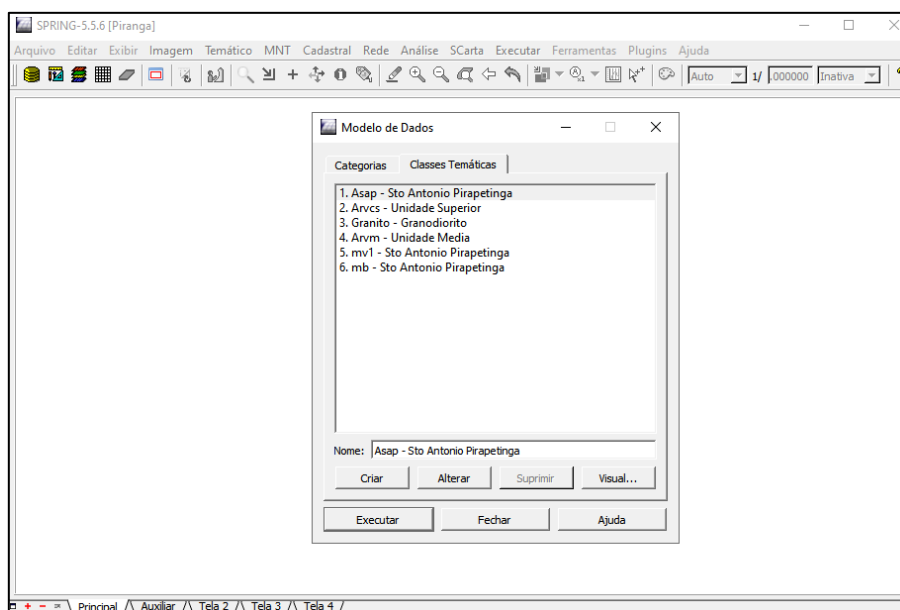 SPRING-5.5.6 [Piranga]
Arquivo Editar Exibir Imagem Temático MNT Cadastral Rede Análise SCarta Executar Ferramentas Plugins Ajuda
Auto 1/ .000000 Inativa
Modelo de Dados
Categorias Classes Temáticas
1. Asap - Sto Antonio Pirapetinga
2. Arvcs - Unidade Superior
3. Granito - Granodiorito
4. Arvm - Unidade Media
5. mv1 - Sto Antonio Pirapetinga
6. mb - Sto Antonio Pirapetinga
Nome: Asap - Sto Antonio Pirapetinga
Criar Alterar Suprimir Visual...
Executar Fechar Ajuda
Principal Auxiliar Tela 2 Tela 3 Tela 4